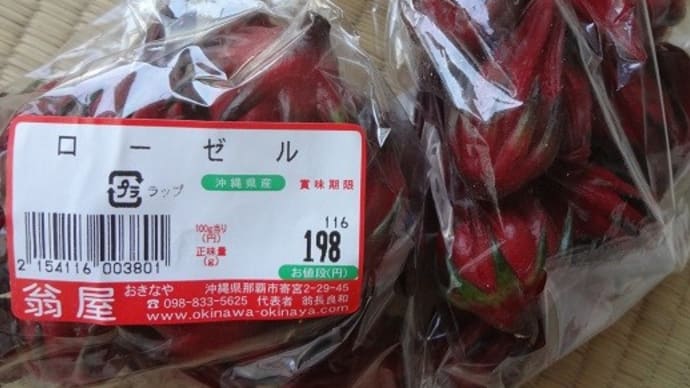 ローゼル
プラ ラップ 沖縄県産 賞味期限
116
100g当り
(円)
正味量
(g)
198
お値段(円)
2 154116 003801
翁屋 おきなや 沖縄県那覇市寄宮2-29-45
☎098-833-5625 代表者 翁長良和
www.okinawa-okinaya.com